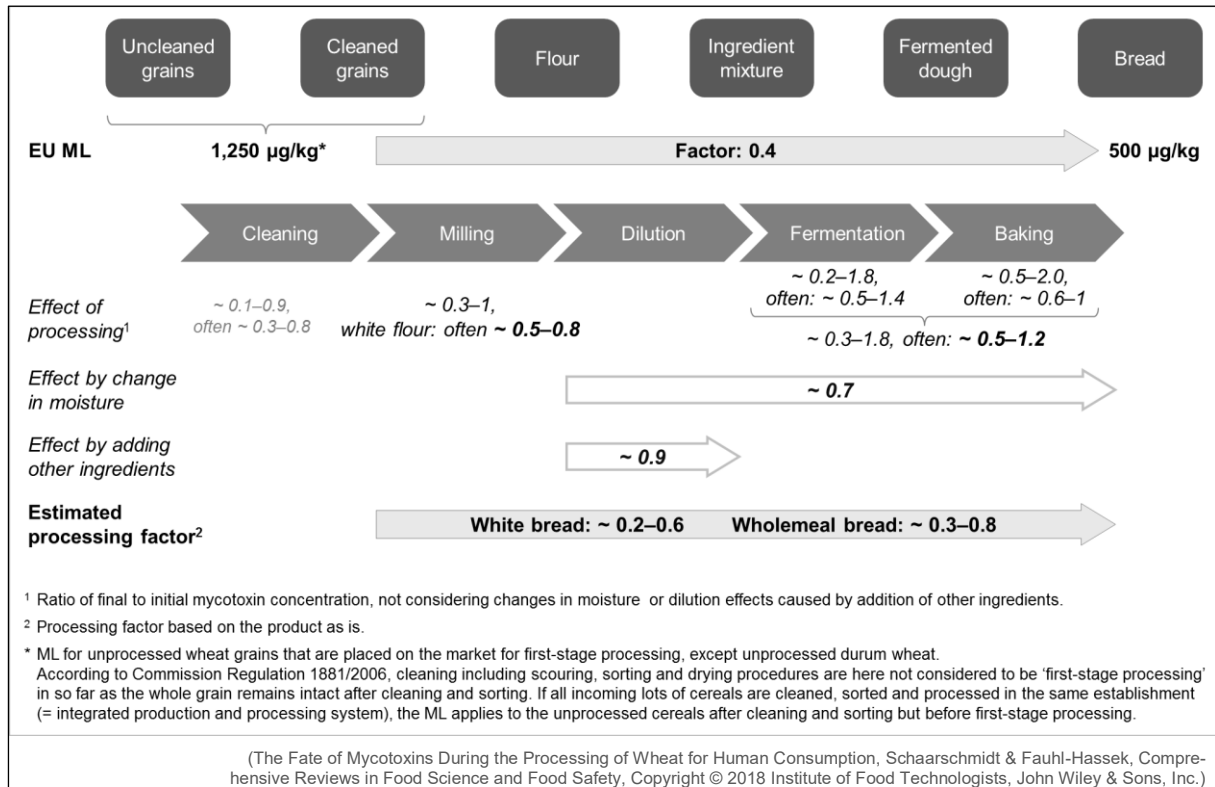 Uncleaned
grains
Cleaned
grains
Flour
Ingredient
mixture
Fermented
dough
Bread
EU ML
1,250 µg/kg*
Factor: 0.4
500 µg/kg
Cleaning
Milling
Dilution
Fermentation
Baking
Effect of
processing¹
~ 0.1–0.9,
often ~ 0.3–0.8
~ 0.3–1,
white flour: often ~ 0.5–0.8
~ 0.2–1.8,
often: ~ 0.5–1.4
~ 0.5–2.0,
often: ~ 0.6–1
~ 0.3–1.8, often: ~ 0.5–1.2
Effect by change
in moisture
~ 0.7
Effect by adding
other ingredients
~ 0.9
Estimated
processing factor²
White bread: ~ 0.2–0.6
Wholemeal bread: ~ 0.3–0.8
¹ Ratio of final to initial mycotoxin concentration, not considering changes in moisture or dilution effects caused by addition of other ingredients.
² Processing factor based on the product as is.
* ML for unprocessed wheat grains that are placed on the market for first-stage processing, except unprocessed durum wheat.
According to Commission Regulation 1881/2006, cleaning including scouring, sorting and drying procedures are here not considered to be ‘first-stage processing’
in so far as the whole grain remains intact after cleaning and sorting. If all incoming lots of cereals are cleaned, sorted and processed in the same establishment
(= integrated production and processing system), the ML applies to the unprocessed cereals after cleaning and sorting but before first-stage processing.
(The Fate of Mycotoxins During the Processing of Wheat for Human Consumption, Schaarschmidt & Fauhl-Hassek, Compre-
hensive Reviews in Food Science and Food Safety, Copyright © 2018 Institute of Food Technologists, John Wiley & Sons, Inc.)